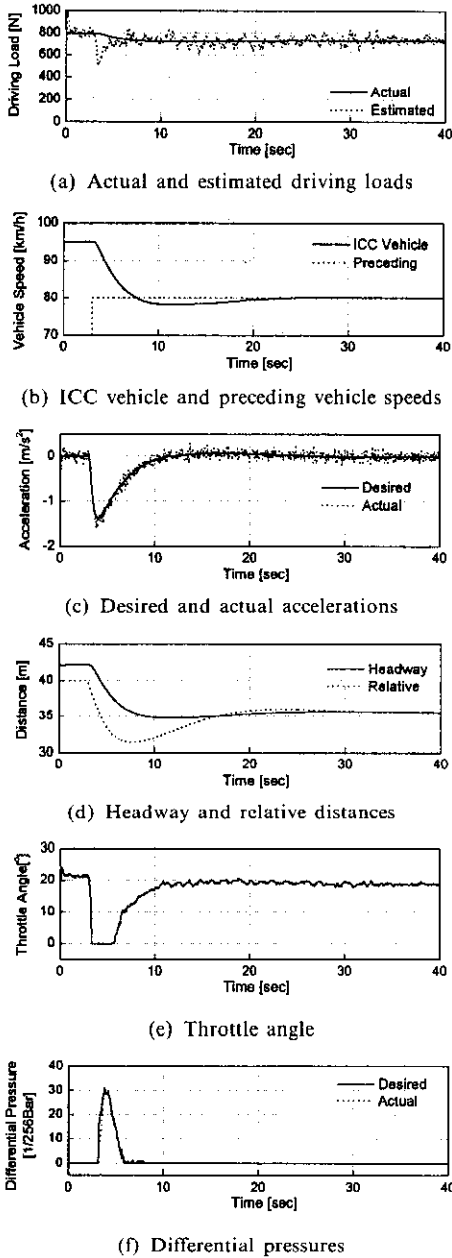 Driving Load [N]
1000
800
600
400
200
0
Actual
Estimated
0 10 20 30 40
Time [sec]
(a) Actual and estimated driving loads
Vehicle Speed [km/h]
100
90
80
70
ICC Vehicle
Preceding
0 10 20 30 40
Time [sec]
(b) ICC vehicle and preceding vehicle speeds
Acceleration [m/s²]
0
-1
-2
Desired
Actual
0 10 20 30 40
Time [sec]
(c) Desired and actual accelerations
Distance [m]
45
40
35
30
Headway
Relative
0 10 20 30 40
Time [sec]
(d) Headway and relative distances
Throttle Angle[°]
30
20
10
0
0 10 20 30 40
Time [sec]
(e) Throttle angle
Differential Pressure
[1/256Bar]
40
30
20
10
0
Desired
Actual
0 10 20 30 40
Time [sec]
(f) Differential pressures